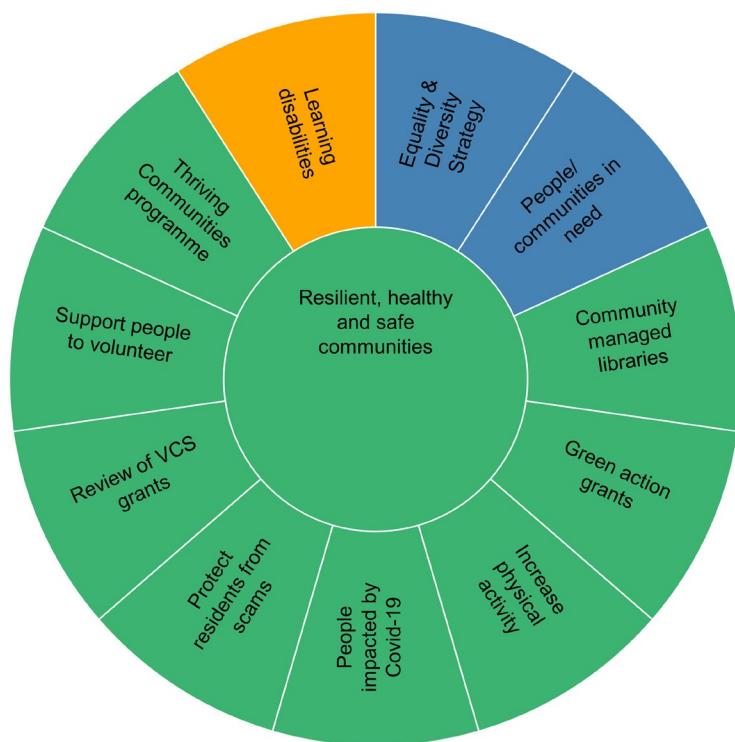 Resilient, healthy
and safe
communities
Equality &
Diversity
Strategy
People/
communities in
need
Community
managed
libraries
Green action
grants
Increase
physical
activity
People
impacted by
Covid-19
Protect
residents from
scams
Review of VCS
grants
Support people
to volunteer
Thriving
Communities
programme
Learning
disabilities